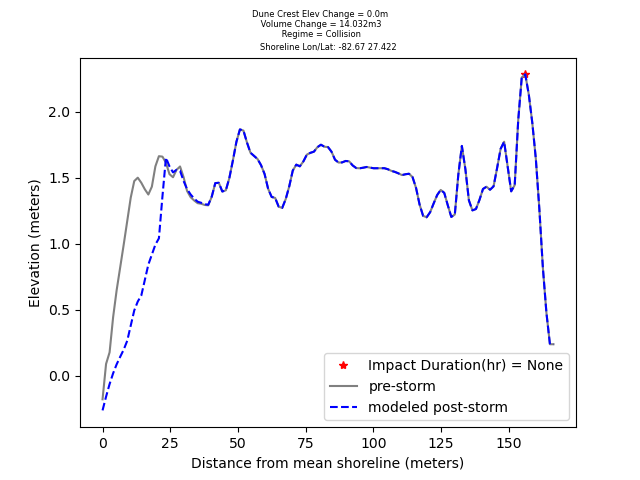 Dune Crest Elev Change = 0.0m
Volume Change = 14.032m3
Regime = Collision
Shoreline Lon/Lat: -82.67 27.422
2.0
1.5
1.0
0.5
0.0
Elevation (meters)
Impact Duration(hr) = None
pre-storm
modeled post-storm
0 25 50 75 100 125 150
Distance from mean shoreline (meters)